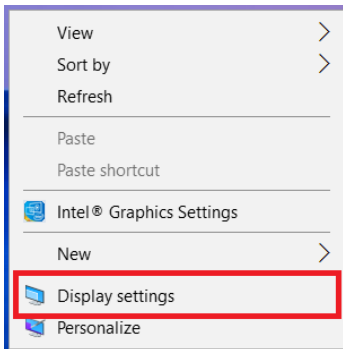 View
Sort by
Refresh
Paste
Paste shortcut
Intel® Graphics Settings
New
Display settings
Personalize